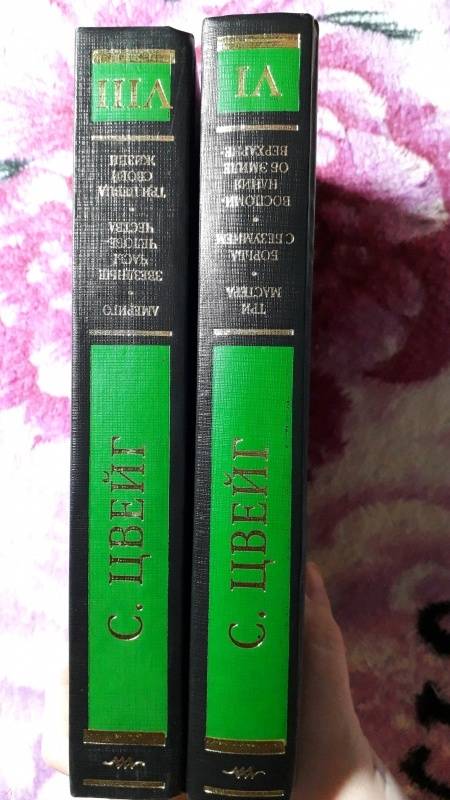 С. ЦВЕЙГ
АМЕРИГО
•
ЗВЕЗДНЫЕ
ЧАСЫ
ЧЕЛОВЕ-
ЧЕСТВА
•
ТРИ ПЕВЦА
СВОЕЙ
ЖИЗНИ
VIII
С. ЦВЕЙГ
ТРИ
МАСТЕРА
•
БОРЬБА
С БЕЗУМИЕМ
•
ВОСПОМИ-
НАНИЯ
ОБ ЭМИЛЕ
ВЕРХАРНЕ
VI